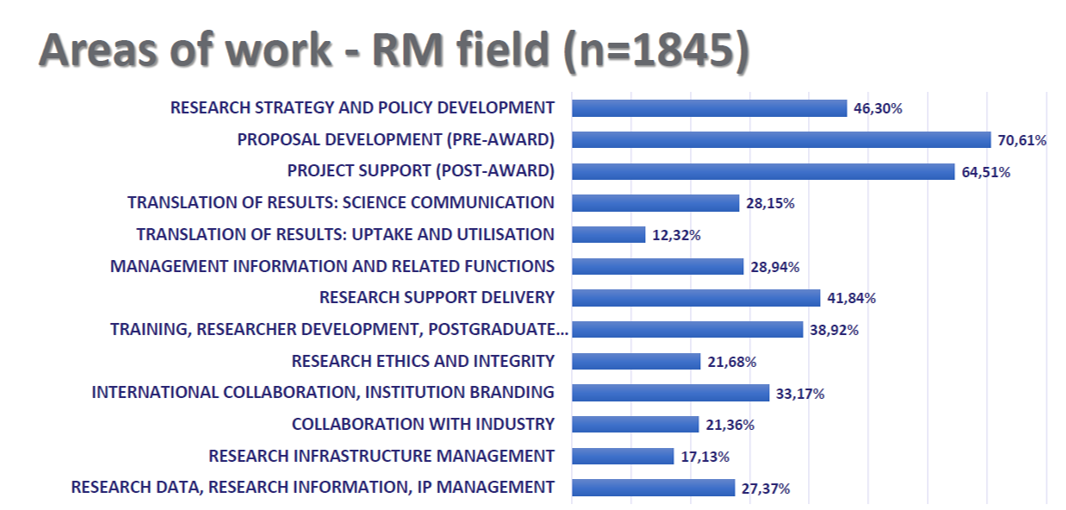 Areas of work - RM field (n=1845)
RESEARCH STRATEGY AND POLICY DEVELOPMENT 46,30%
PROPOSAL DEVELOPMENT (PRE-AWARD) 70,61%
PROJECT SUPPORT (POST-AWARD) 64,51%
TRANSLATION OF RESULTS: SCIENCE COMMUNICATION 28,15%
TRANSLATION OF RESULTS: UPTAKE AND UTILISATION 12,32%
MANAGEMENT INFORMATION AND RELATED FUNCTIONS 28,94%
RESEARCH SUPPORT DELIVERY 41,84%
TRAINING, RESEARCHER DEVELOPMENT, POSTGRADUATE... 38,92%
RESEARCH ETHICS AND INTEGRITY 21,68%
INTERNATIONAL COLLABORATION, INSTITUTION BRANDING 33,17%
COLLABORATION WITH INDUSTRY 21,36%
RESEARCH INFRASTRUCTURE MANAGEMENT 17,13%
RESEARCH DATA, RESEARCH INFORMATION, IP MANAGEMENT 27,37%